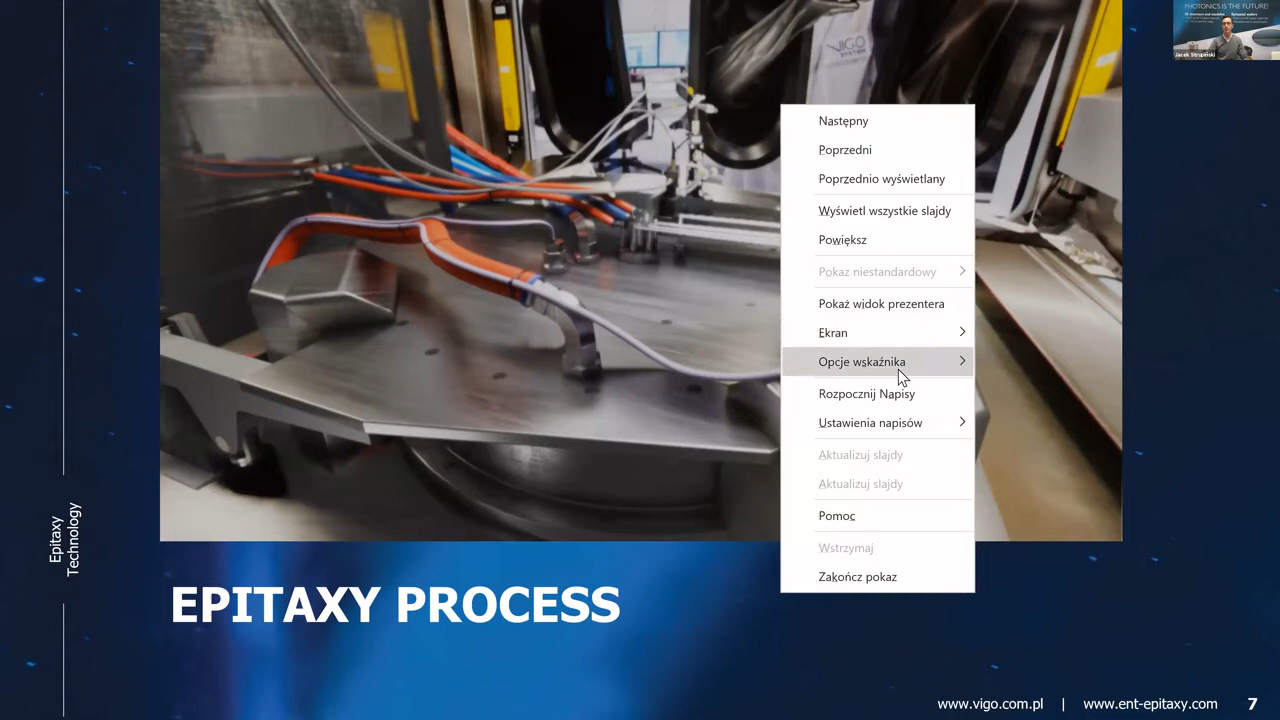 PHOTONICS IS THE FUTURE!
Jacek Strupiński
VIGO
SYSTEM
Następny
Poprzedni
Poprzednio wyświetlany
Wyświetl wszystkie slajdy
Powiększ
Pokaz niestandardowy
Pokaż widok prezentera
Ekran
Opcje wskaźnika
Rozpocznij Napisy
Ustawienia napisów
Aktualizuj slajdy
Aktualizuj slajdy
Pomoc
Wstrzymaj
Zakończ pokaz
Epitaxy
Technology
EPITAXY PROCESS
www.vigo.com.pl | www.ent-epitaxy.com 7